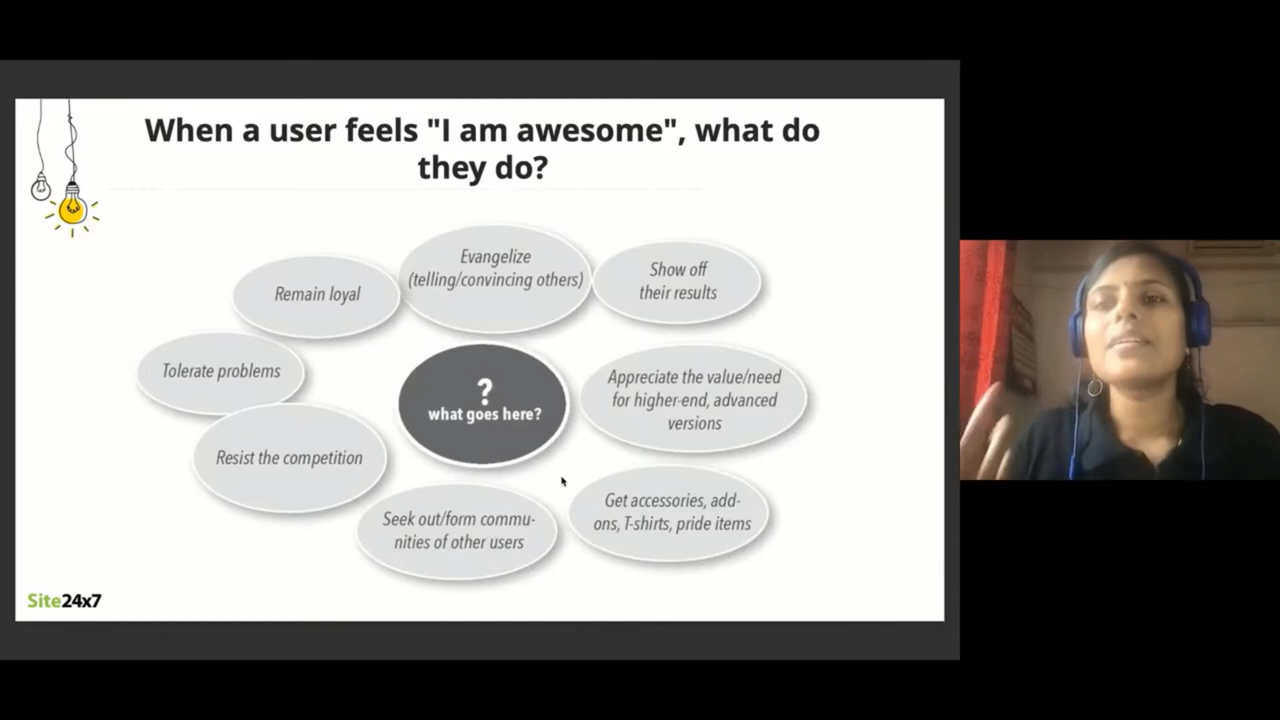 When a user feels "I am awesome", what do
they do?
Evangelize
(telling/convincing others)
Show off
their results
Remain loyal
Tolerate problems
?
what goes here?
Appreciate the value/need
for higher-end, advanced
versions
Resist the competition
Get accessories, add-
ons, T-shirts, pride items
Seek out/form commu-
nities of other users
Site24x7